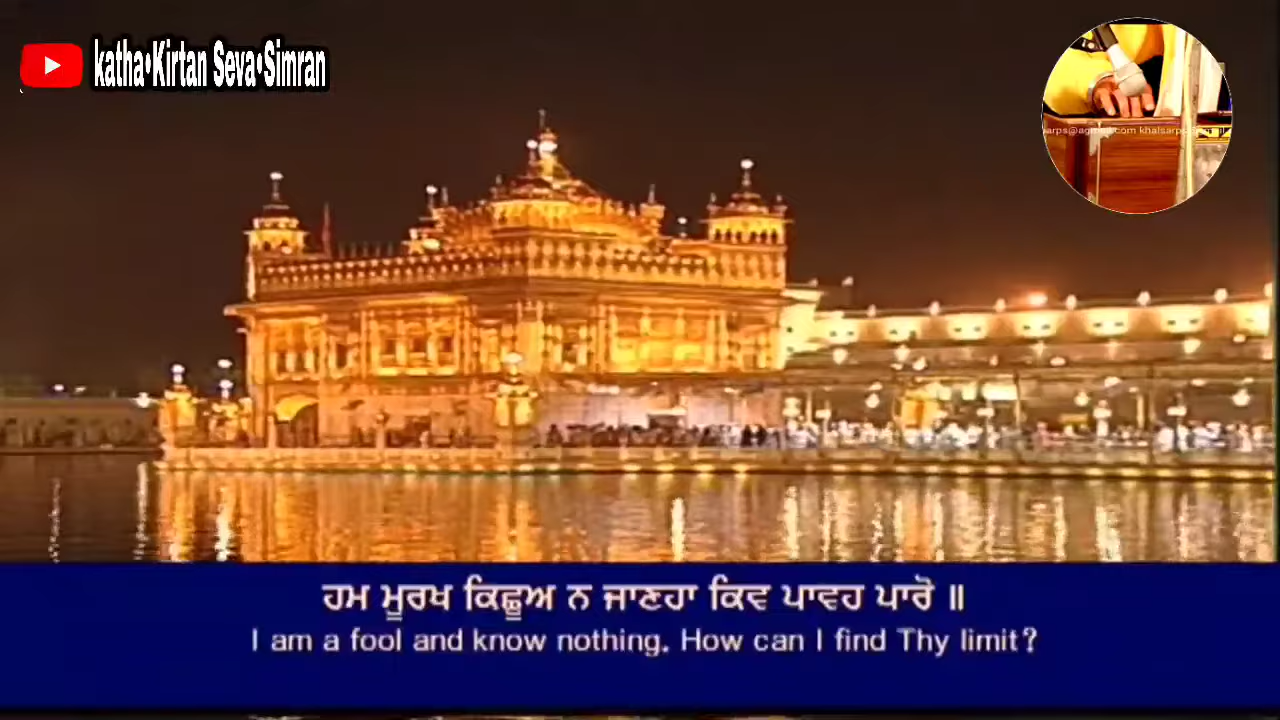 katha•Kirtan Seva•Simran
ਹਮ ਮੂਰਖ ਕਿਛੂਅ ਨ ਜਾਣਹਾ ਕਿਵ ਪਾਵਹ ਪਾਰੋ ॥
I am a fool and know nothing. How can I find Thy limit?